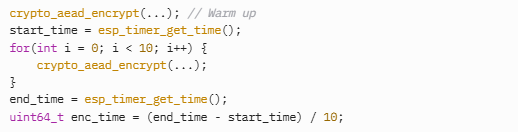 crypto_aead_encrypt(...); // Warm up
start_time = esp_timer_get_time();
for(int i = 0; i < 10; i++) {
    crypto_aead_encrypt(...);
}
end_time = esp_timer_get_time();
uint64_t enc_time = (end_time - start_time) / 10;